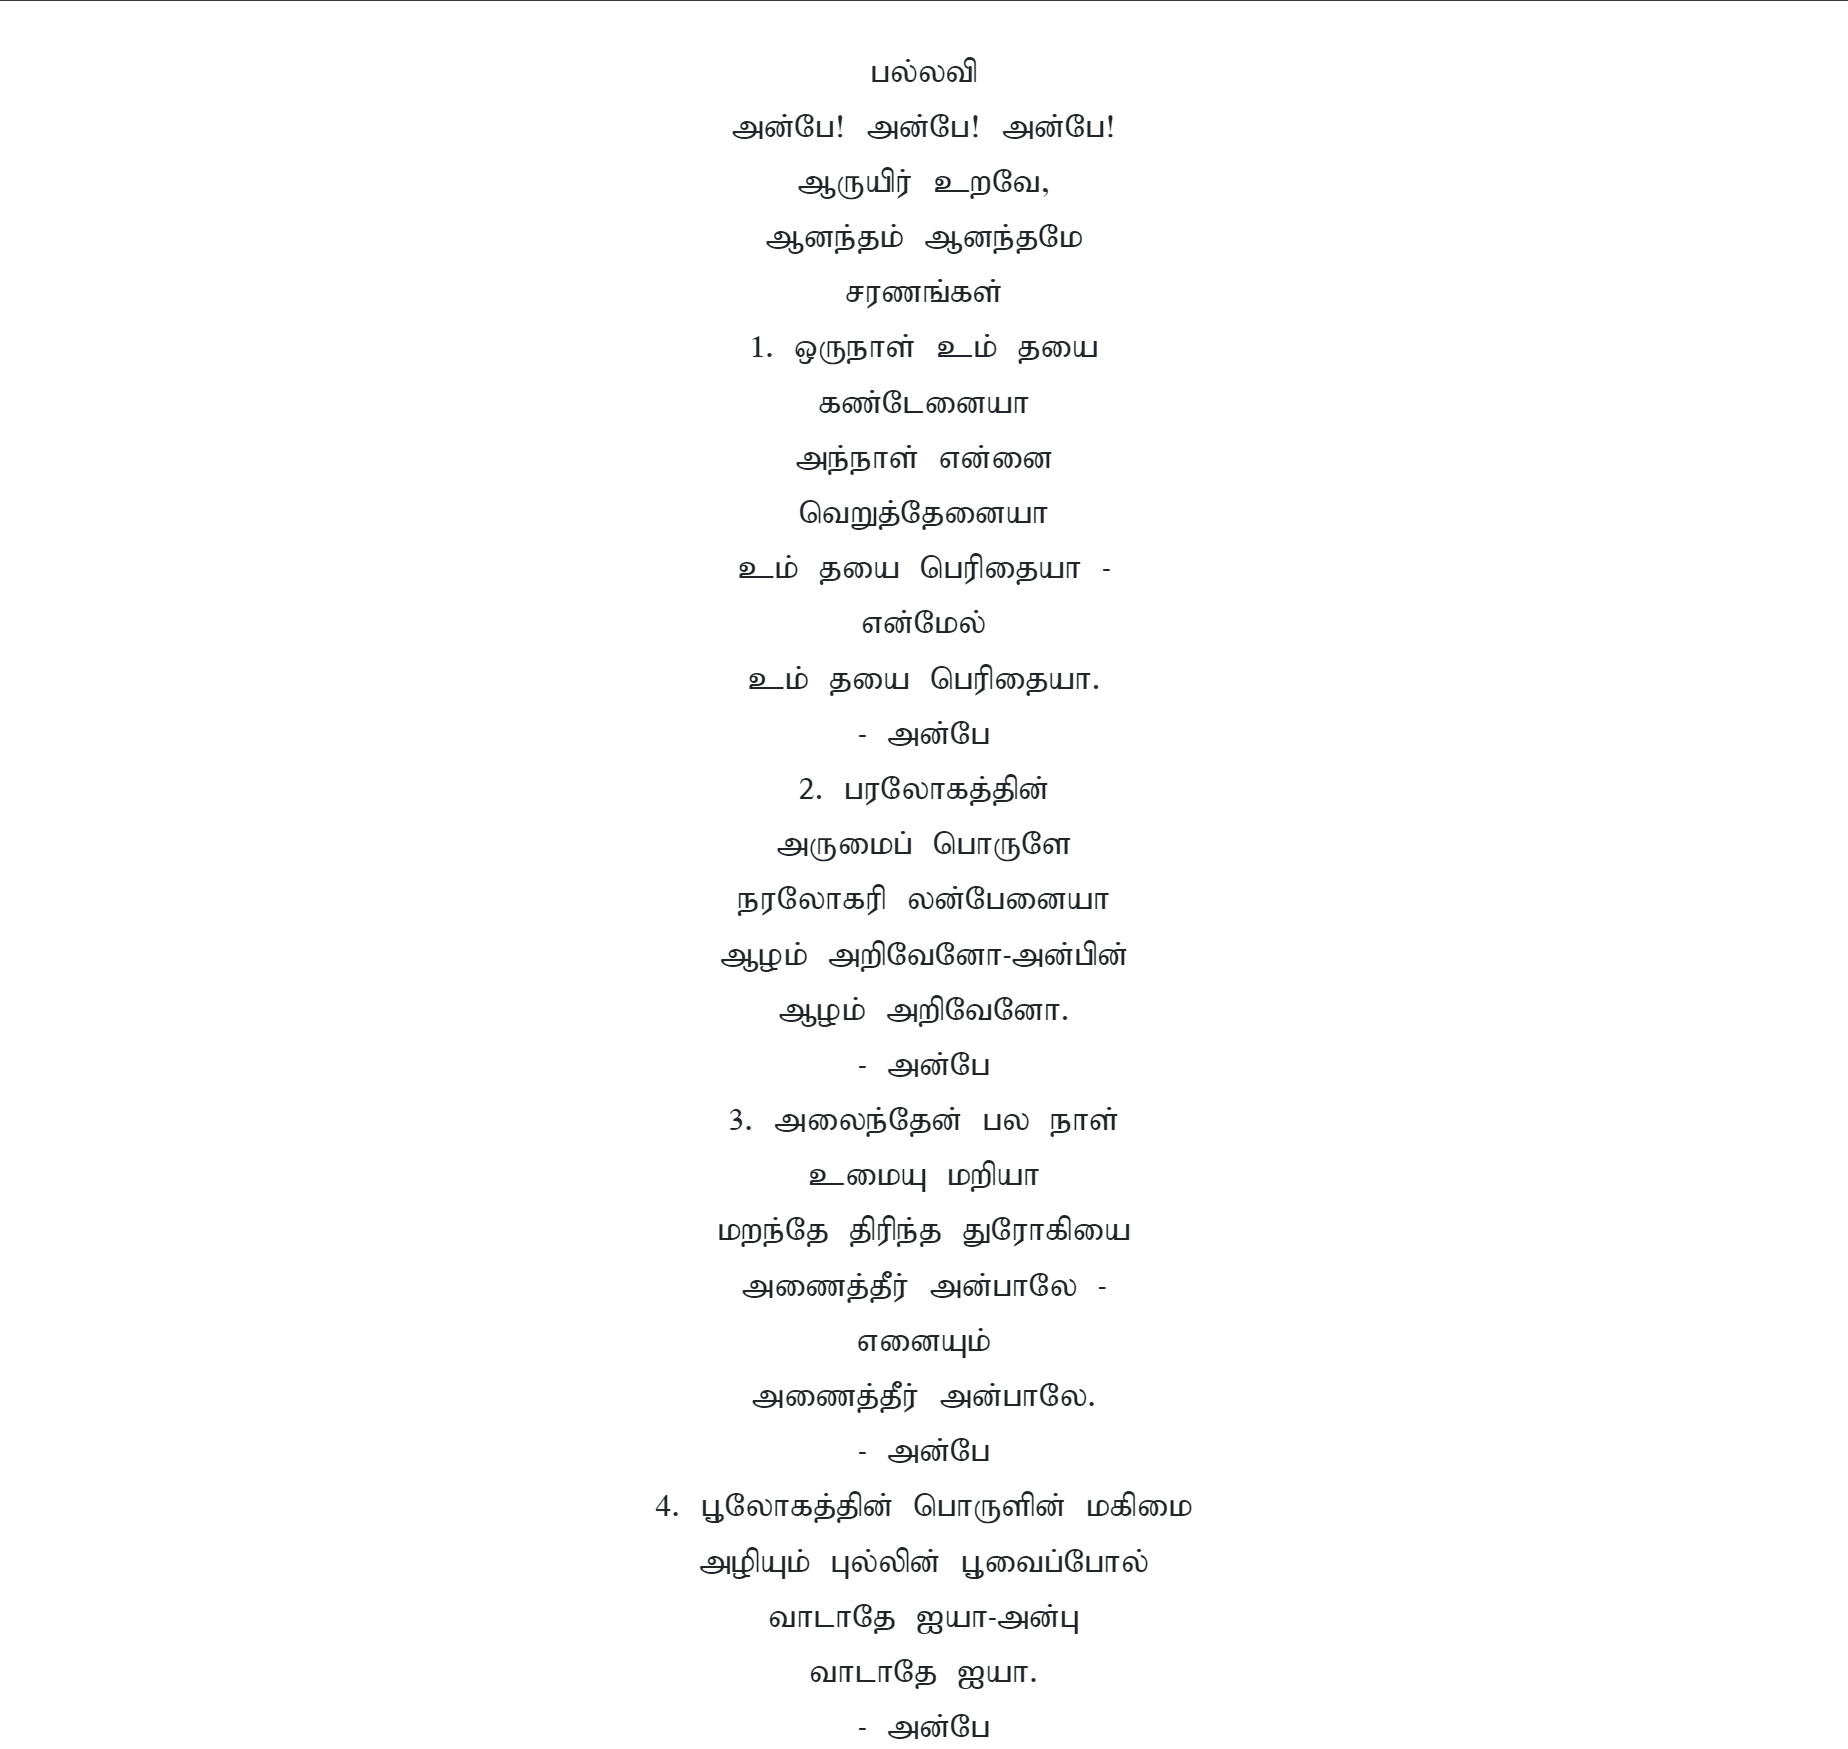 பல்லவி
அன்பே! அன்பே! அன்பே!
ஆருயிர் உறவே,
ஆனந்தம் ஆனந்தமே
சரணங்கள்
1. ஒருநாள் உம் தயை
கண்டேனையா
அந்நாள் என்னை
வெறுத்தேனையா
உம் தயை பெரிதையா -
என்மேல்
உம் தயை பெரிதையா.
- அன்பே
2. பரலோகத்தின்
அருமைப் பொருளே
நரலோகரி லன்பேனையா
ஆழம் அறிவேனோ-அன்பின்
ஆழம் அறிவேனோ.
- அன்பே
3. அலைந்தேன் பல நாள்
உமையு மறியா
மறந்தே திரிந்த துரோகியை
அணைத்தீர் அன்பாலே -
எனையும்
அணைத்தீர் அன்பாலே.
- அன்பே
4. பூலோகத்தின் பொருளின் மகிமை
அழியும் புல்லின் பூவைப்போல்
வாடாதே ஐயா-அன்பு
வாடாதே ஐயா.
- அன்பே